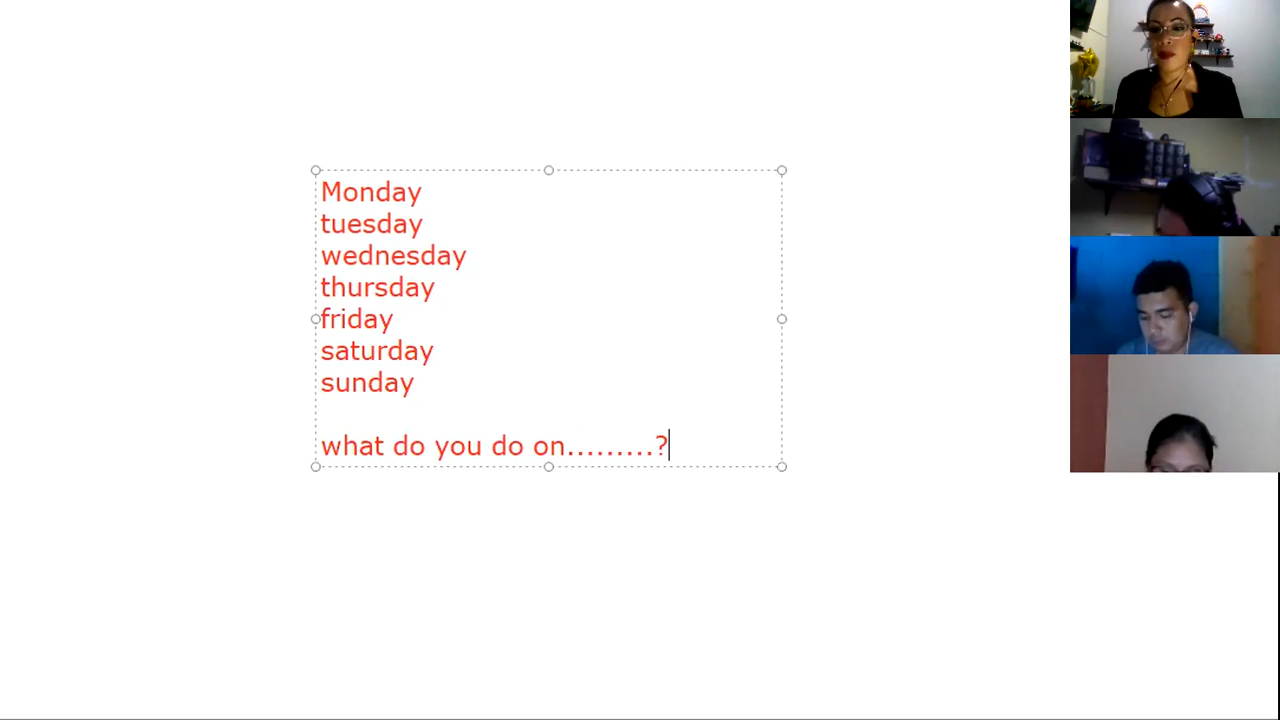 Monday
tuesday
wednesday
thursday
friday
saturday
sunday
what do you do on.........?